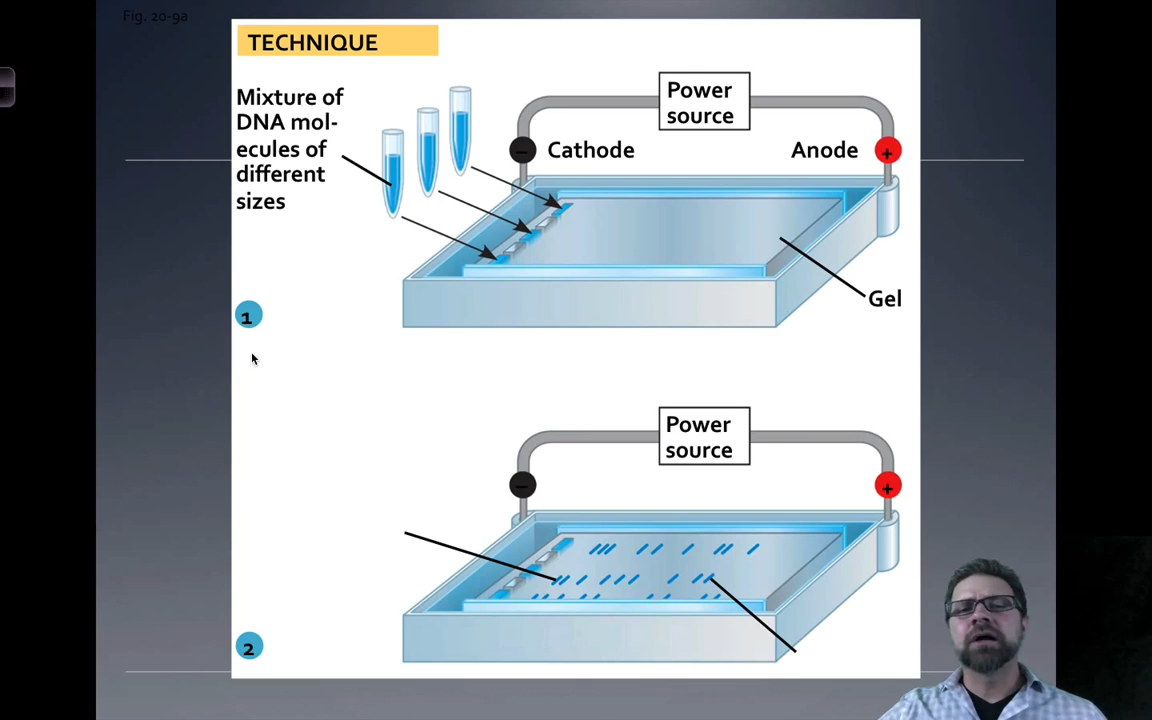 Fig. 20-9a
TECHNIQUE
Mixture of
DNA mol-
ecules of
different
sizes
Power
source
− Cathode
Anode +
Gel
1
Power
source
−
+
2